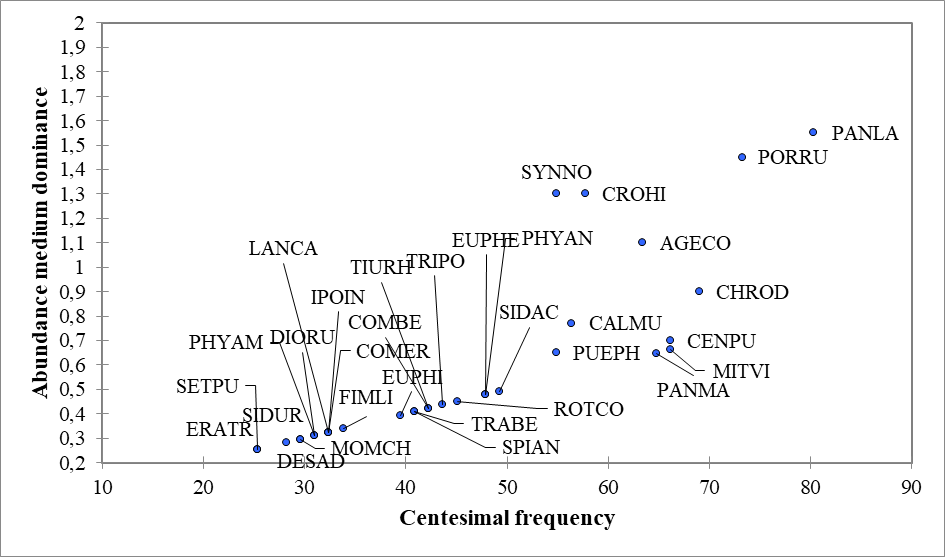 Abundance medium dominance
2
1,9
1,8
1,7
1,6
1,5
1,4
1,3
1,2
1,1
1
0,9
0,8
0,7
0,6
0,5
0,4
0,3
0,2
PANLA
PORRU
SYNNO
CROHI
EUPHE PHYAN
AGECO
LANCA
TIURH TRIPO
CHROD
IPOIN
COMBE
SIDAC
CALMU
PHYAM DIORU
COMER
PUEPH
CENPU
MITVI
PANMA
SETPU
EUPHI
FIMLI
ROTCO
ERATR
SIDUR
TRABE
MOMCH
SPIAN
DESAD
10 20 30 40 50 60 70 80 90
Centesimal frequency